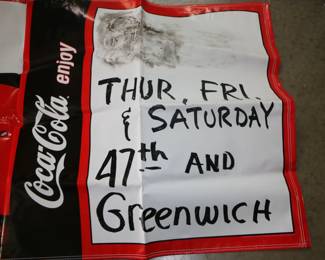 enjoy
Coca-Cola
THUR, FRI.
& SATURDAY
47th AND
Greenwich